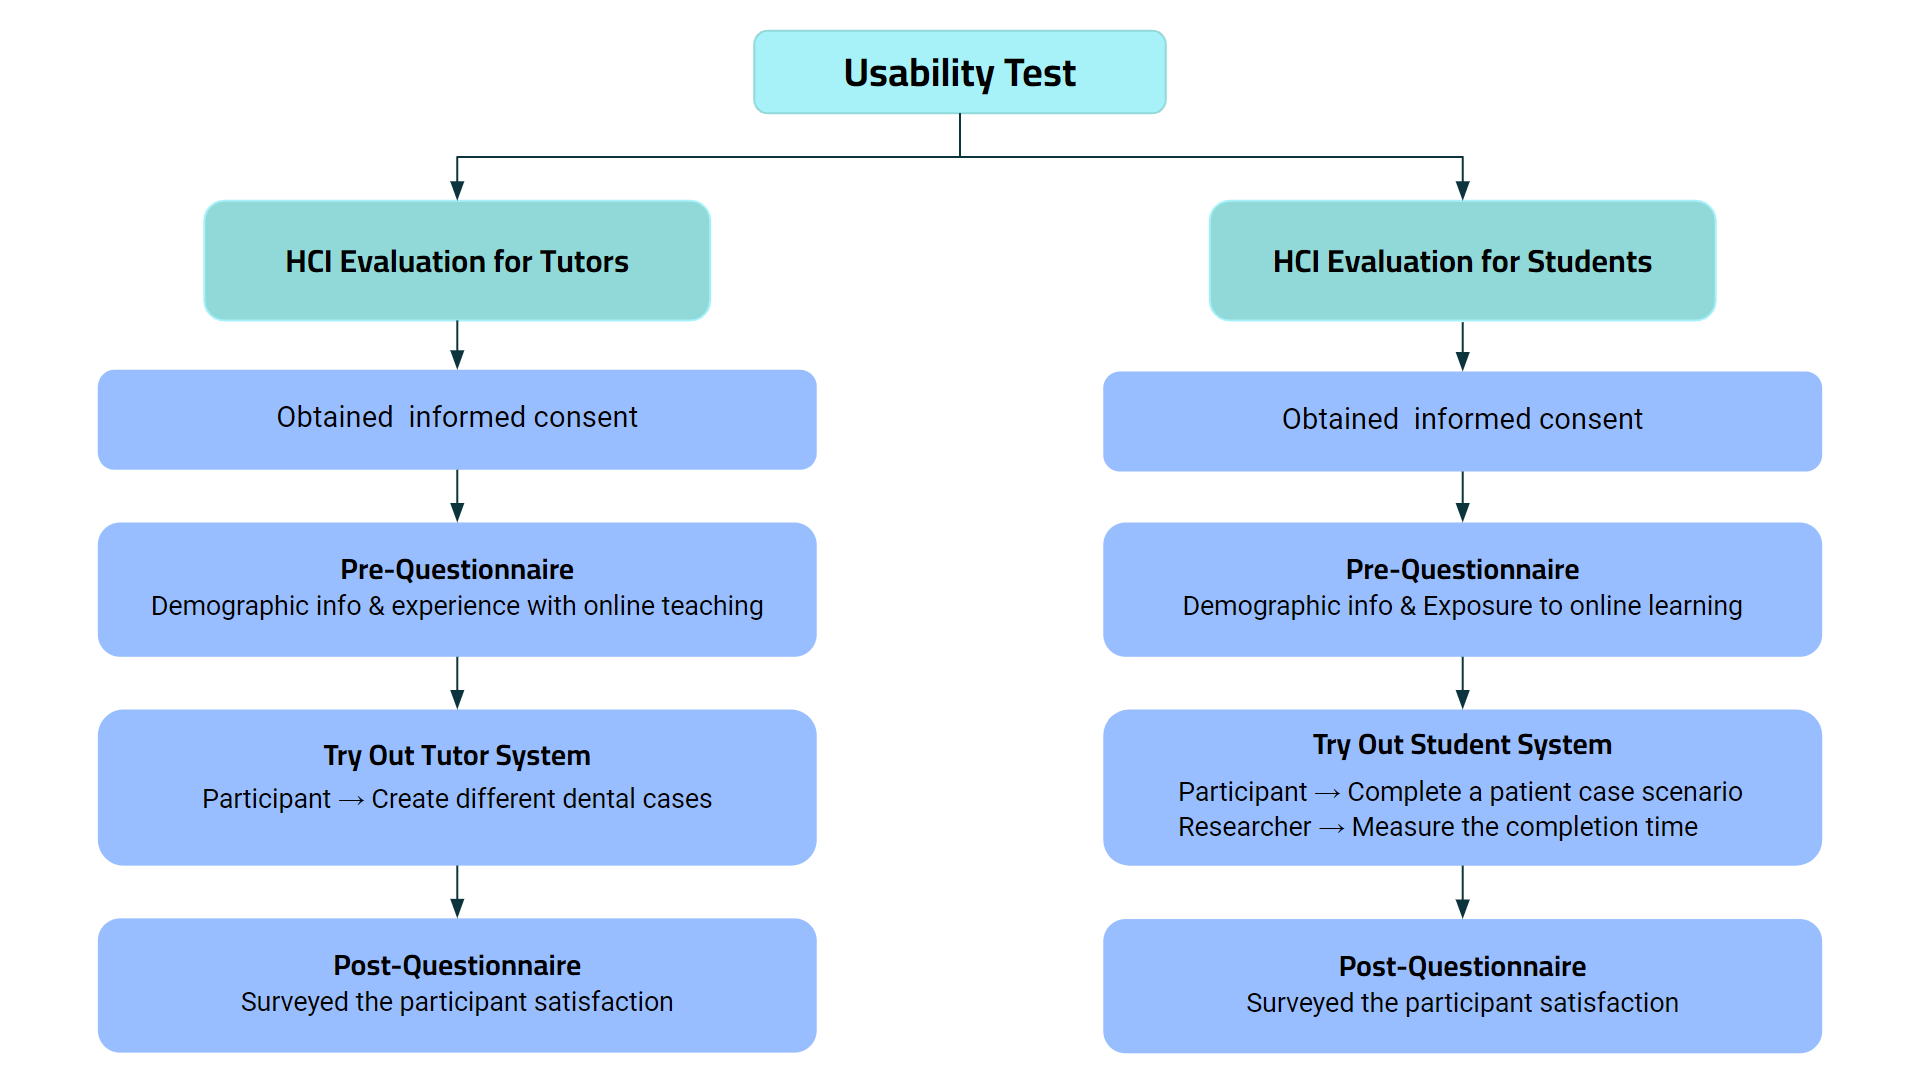 Usability Test
HCI Evaluation for Tutors
Obtained  informed consent
Pre-Questionnaire
Demographic info & experience with online teaching
Try Out Tutor System
Participant → Create different dental cases
Post-Questionnaire
Surveyed the participant satisfaction
HCI Evaluation for Students
Obtained  informed consent
Pre-Questionnaire
Demographic info & Exposure to online learning
Try Out Student System
Participant → Complete a patient case scenario
Researcher → Measure the completion time
Post-Questionnaire
Surveyed the participant satisfaction